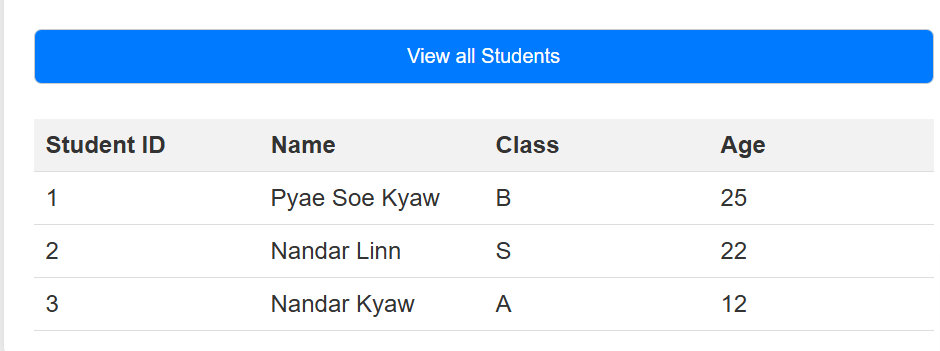 View all Students
Student ID Name Class Age
1 Pyae Soe Kyaw B 25
2 Nandar Linn S 22
3 Nandar Kyaw A 12